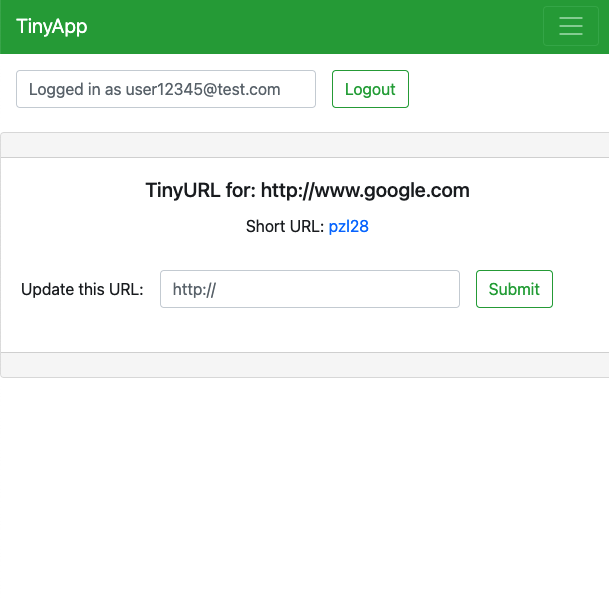 TinyApp
Logged in as user12345@test.com Logout
TinyURL for: http://www.google.com
Short URL: pzl28
Update this URL: http:// Submit